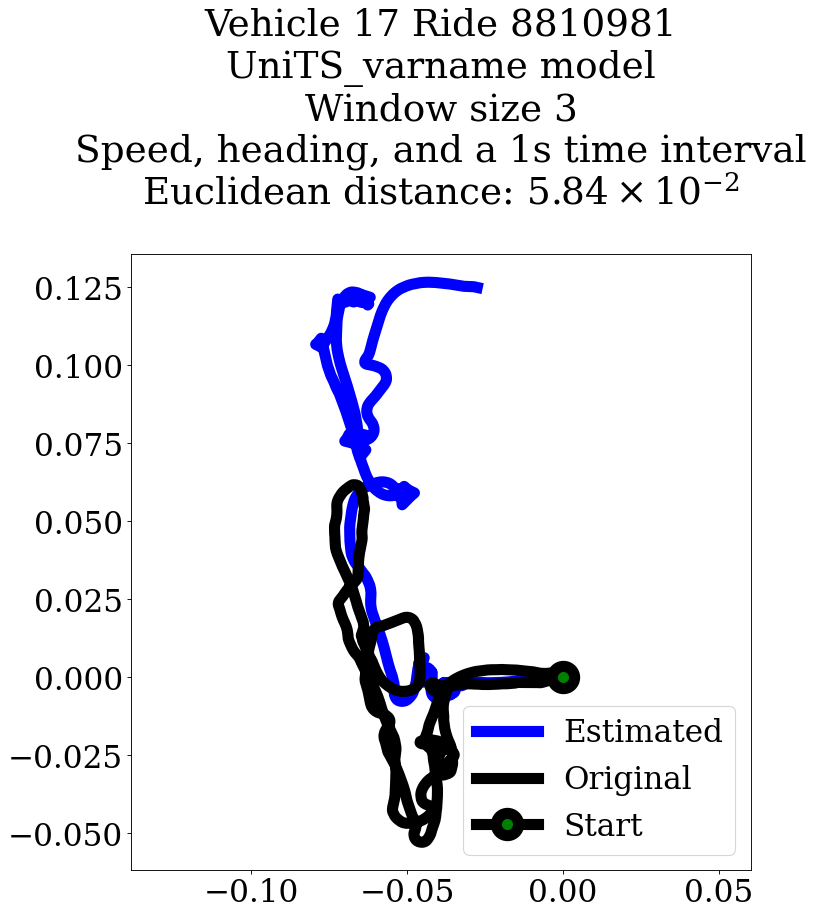 Vehicle 17 Ride 8810981
UniTS_varname model
Window size 3
Speed, heading, and a 1s time interval
Euclidean distance: 5.84 × 10⁻²
0.125
0.100
0.075
0.050
0.025
0.000
−0.025
−0.050
Estimated
Original
Start
−0.10
−0.05
0.00
0.05